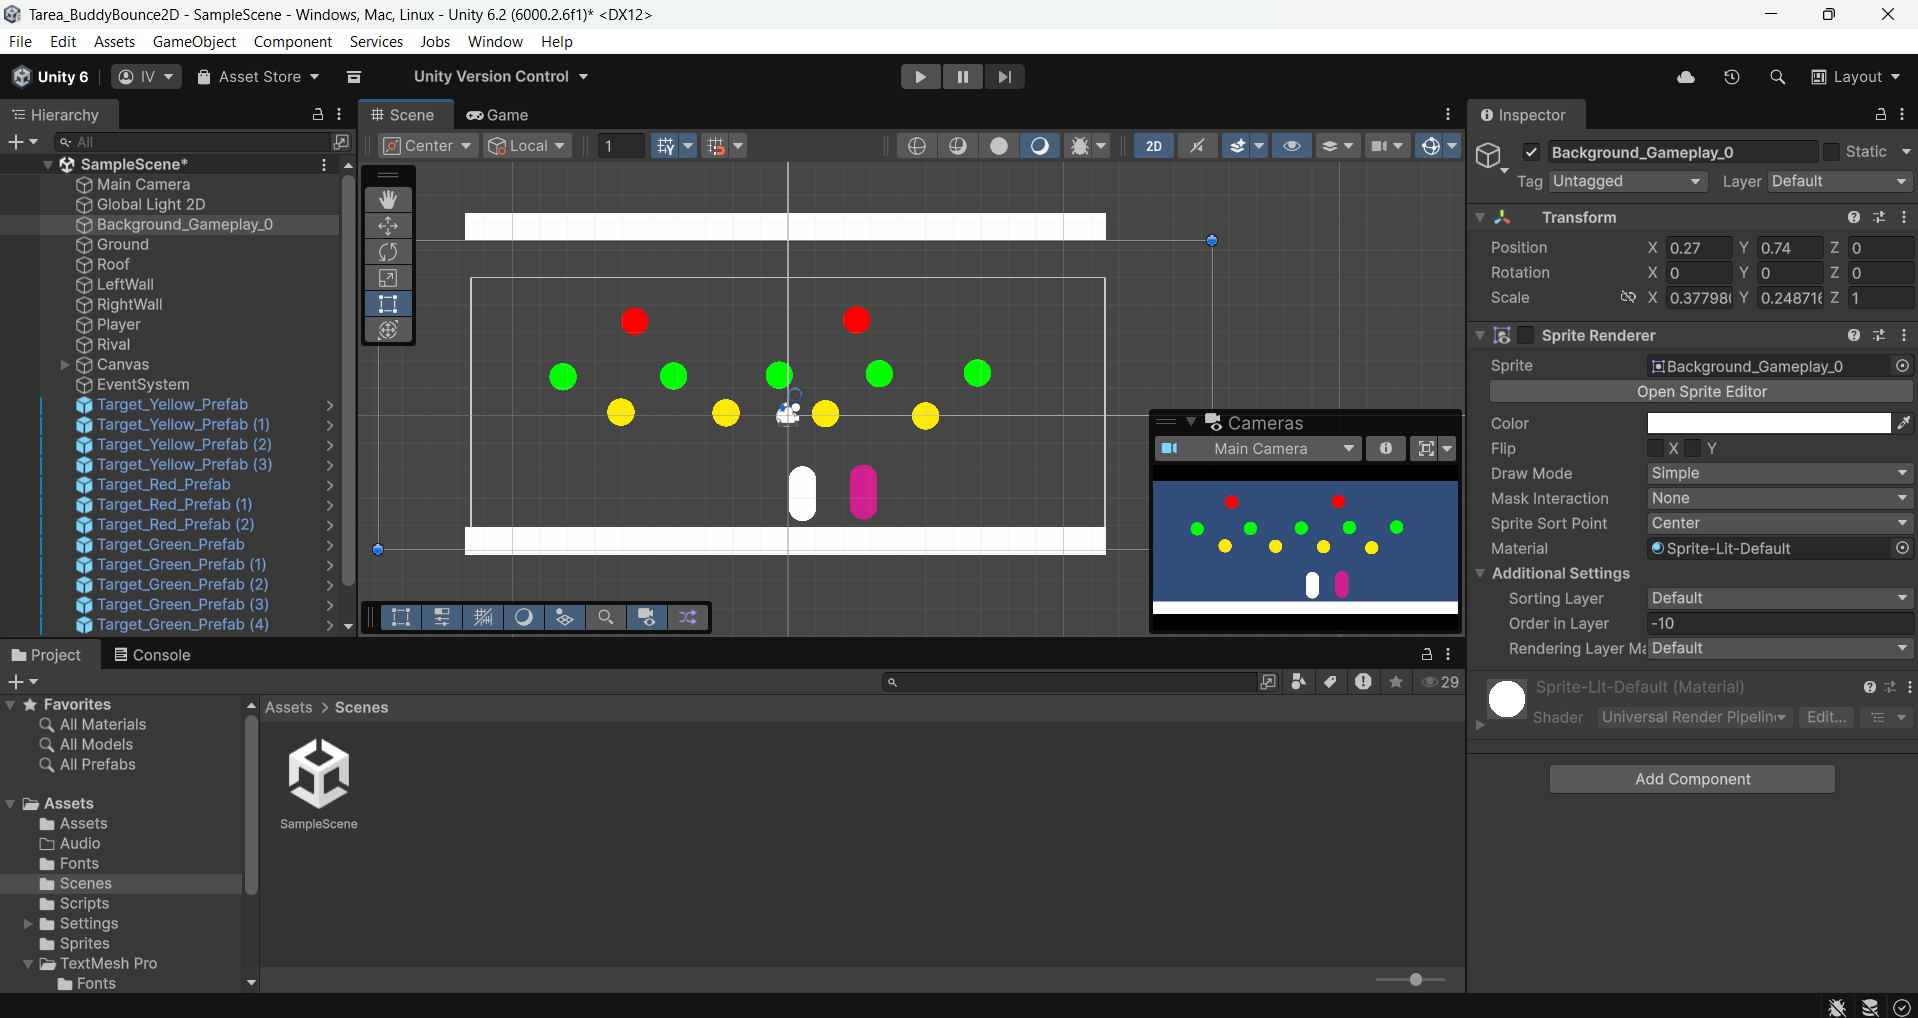 Tarea_BuddyBounce2D - SampleScene - Windows, Mac, Linux - Unity 6.2 (6000.2.6f1)* <DX12>
File Edit Assets GameObject Component Services Jobs Window Help
Unity 6 IV Asset Store Unity Version Control Layout
Hierarchy
All
SampleScene*
Main Camera
Global Light 2D
Background_Gameplay_0
Ground
Roof
LeftWall
RightWall
Player
Rival
Canvas
EventSystem
Target_Yellow_Prefab
Target_Yellow_Prefab (1)
Target_Yellow_Prefab (2)
Target_Yellow_Prefab (3)
Target_Red_Prefab
Target_Red_Prefab (1)
Target_Red_Prefab (2)
Target_Green_Prefab
Target_Green_Prefab (1)
Target_Green_Prefab (2)
Target_Green_Prefab (3)
Target_Green_Prefab (4)
Scene Game
Center Local 1 2D
Cameras
Main Camera
Inspector
Background_Gameplay_0 Static
Tag Untagged Layer Default
Transform
Position X 0.27 Y 0.74 Z 0
Rotation X 0 Y 0 Z 0
Scale X 0.37798 Y 0.24871 Z 1
Sprite Renderer
Sprite Background_Gameplay_0
Open Sprite Editor
Color
Flip X Y
Draw Mode Simple
Mask Interaction None
Sprite Sort Point Center
Material Sprite-Lit-Default
Additional Settings
Sorting Layer Default
Order in Layer -10
Rendering Layer Ma Default
Sprite-Lit-Default (Material)
Shader Universal Render Pipelin Edit...
Add Component
Project Console
29
Favorites
All Materials
All Models
All Prefabs
Assets
Assets
Audio
Fonts
Scenes
Scripts
Settings
Sprites
TextMesh Pro
Fonts
Assets > Scenes
SampleScene